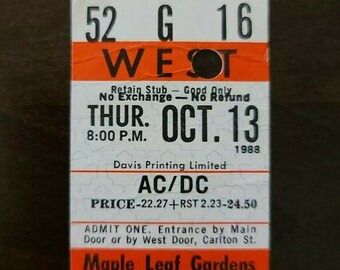 52 G 16
WEST
Retain Stub — Good Only
No Exchange — No Refund
THUR. OCT. 13
8:00 P.M. 1988
Davis Printing Limited
AC/DC
PRICE-22.27+RST 2.23-24.50
ADMIT ONE. Entrance by Main
Door or by West Door, Carlton St.
Maple Leaf Gardens